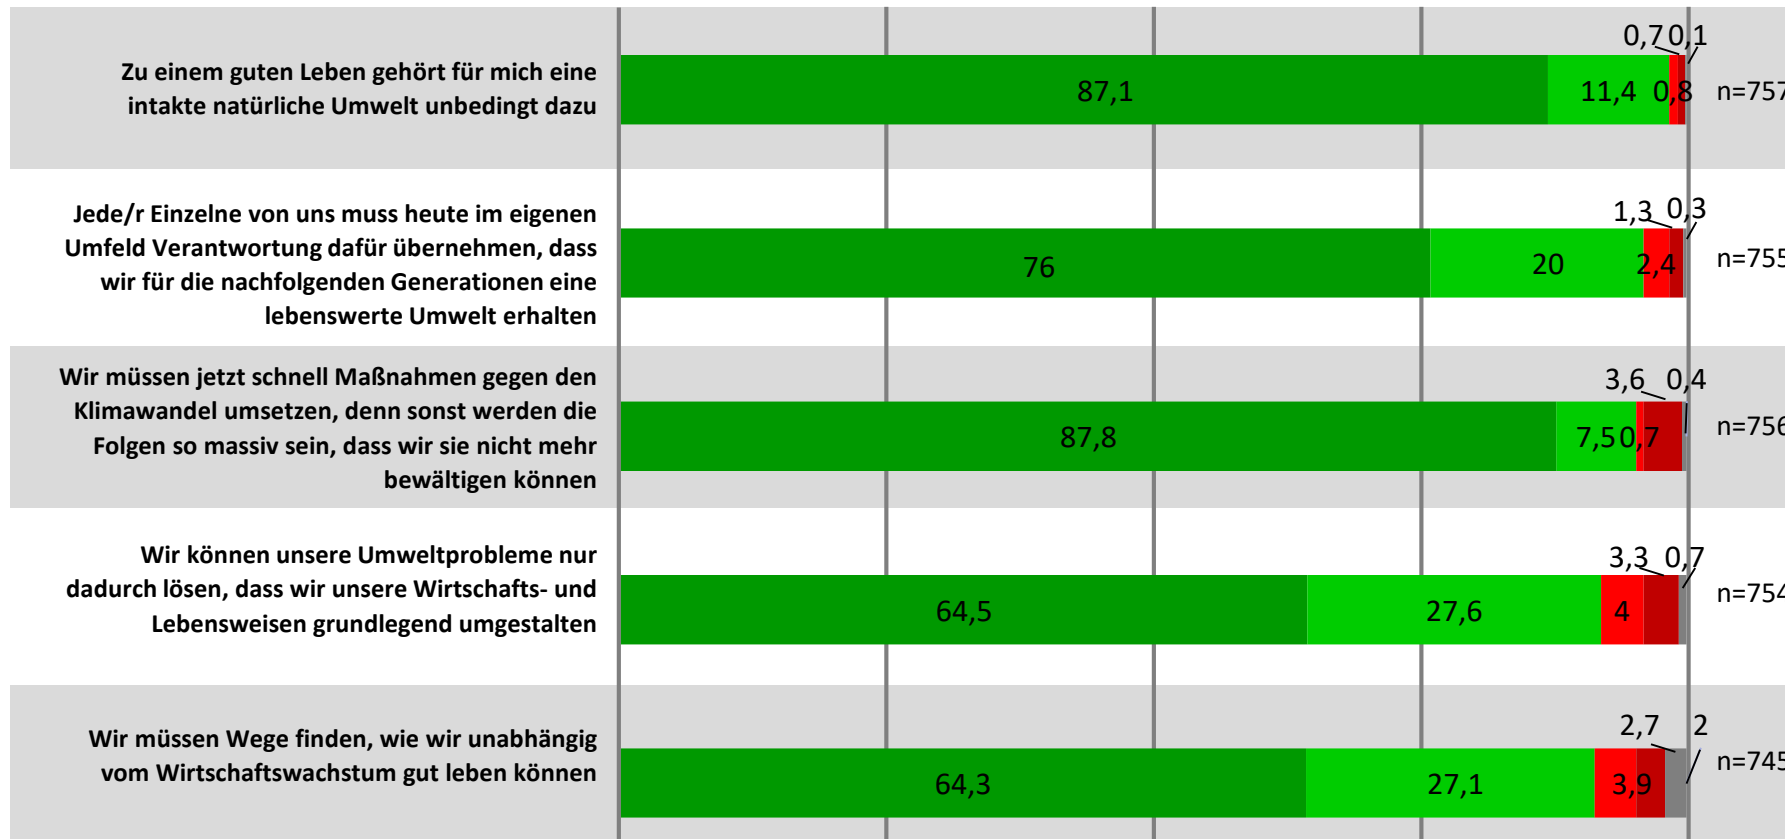 0,7 0,1
Zu einem guten Leben gehört für mich eine
intakte natürliche Umwelt unbedingt dazu
87,1 11,4 0,8 n=757
Jede/r Einzelne von uns muss heute im eigenen
Umfeld Verantwortung dafür übernehmen, dass
wir für die nachfolgenden Generationen eine
lebenswerte Umwelt erhalten
1,3 0,3
76 20 2,4 n=755
Wir müssen jetzt schnell Maßnahmen gegen den
Klimawandel umsetzen, denn sonst werden die
Folgen so massiv sein, dass wir sie nicht mehr
bewältigen können
3,6 0,4
87,8 7,5 0,7 n=756
Wir können unsere Umweltprobleme nur
dadurch lösen, dass wir unsere Wirtschafts- und
Lebensweisen grundlegend umgestalten
3,3 0,7
64,5 27,6 4 n=754
Wir müssen Wege finden, wie wir unabhängig
vom Wirtschaftswachstum gut leben können
2,7 2
64,3 27,1 3,9 n=745